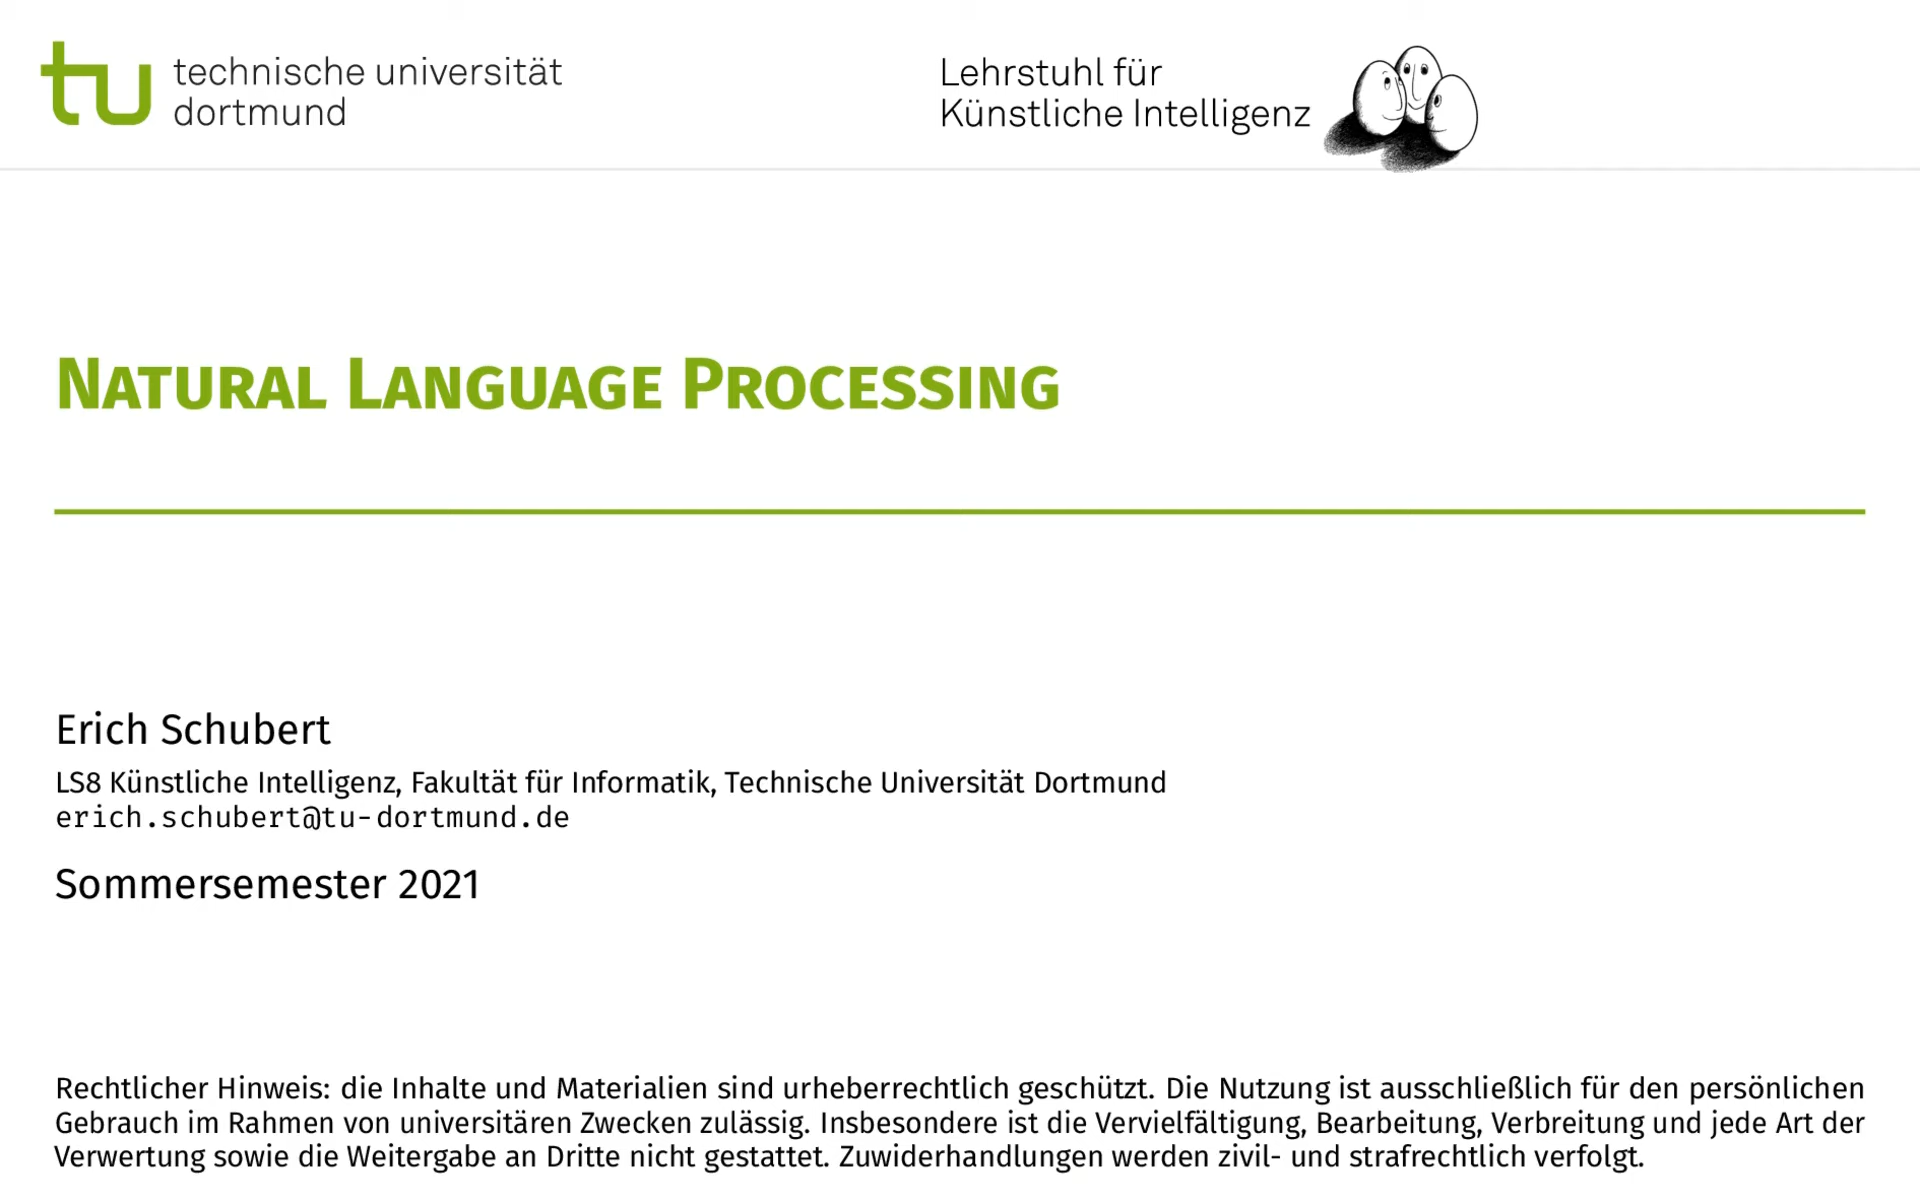 technische universität
dortmund
Lehrstuhl für
Künstliche Intelligenz
Natural Language Processing
Erich Schubert
LS8 Künstliche Intelligenz, Fakultät für Informatik, Technische Universität Dortmund
erich.schubert@tu-dortmund.de
Sommersemester 2021
Rechtlicher Hinweis: die Inhalte und Materialien sind urheberrechtlich geschützt. Die Nutzung ist ausschließlich für den persönlichen
Gebrauch im Rahmen von universitären Zwecken zulässig. Insbesondere ist die Vervielfältigung, Bearbeitung, Verbreitung und jede Art der
Verwertung sowie die Weitergabe an Dritte nicht gestattet. Zuwiderhandlungen werden zivil- und strafrechtlich verfolgt.